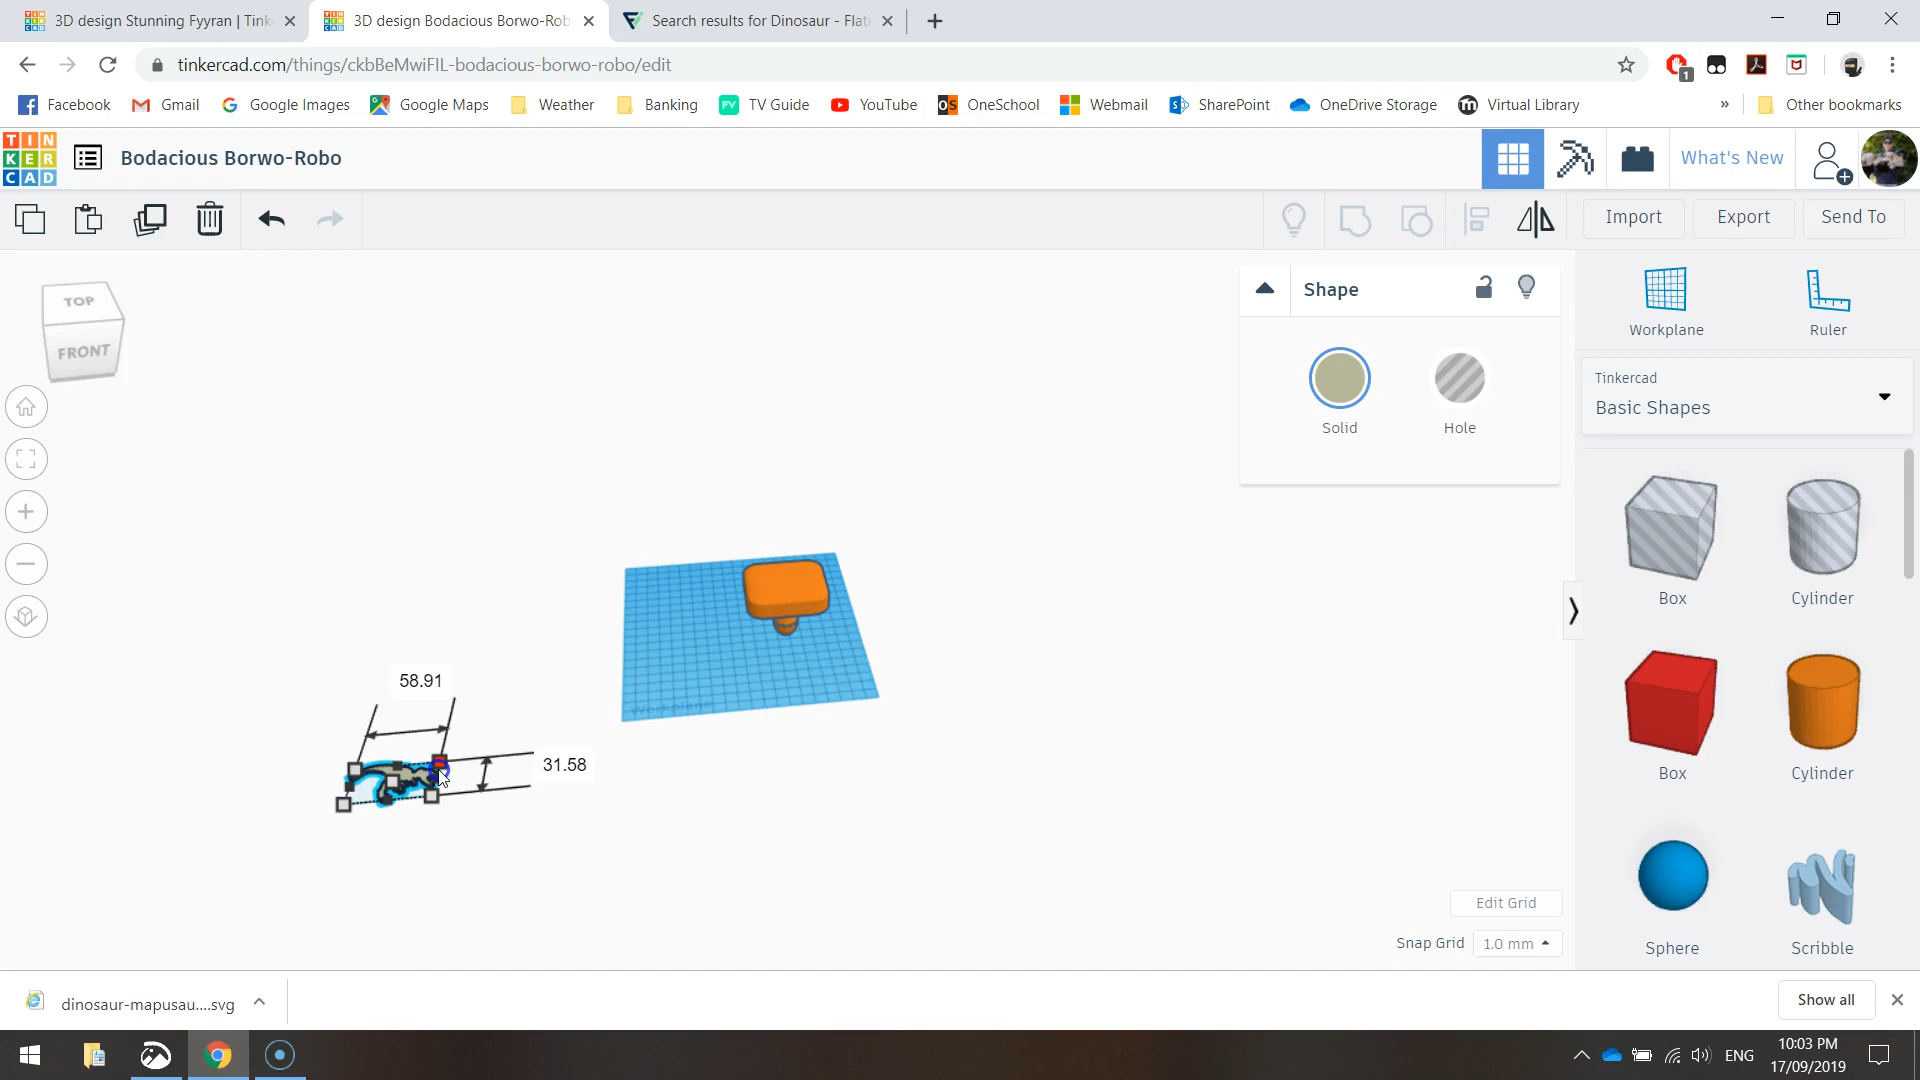 3D design Stunning Fyyran | Tink
3D design Bodacious Borwo-Rob
Search results for Dinosaur - Flati
tinkercad.com/things/ckbBeMwiFIL-bodacious-borwo-robo/edit
1
Facebook
Gmail
Google Images
Google Maps
Weather
Banking
TV Guide
YouTube
OneSchool
Webmail
SharePoint
OneDrive Storage
Virtual Library
»
Other bookmarks
TIN
KER
CAD
Bodacious Borwo-Robo
What's New
Import
Export
Send To
TOP
FRONT
Shape
Solid
Hole
Workplane
Ruler
Tinkercad
Basic Shapes
Box
Cylinder
Box
Cylinder
Sphere
Scribble
Workplane
58.91
31.58
Edit Grid
Snap Grid
1.0 mm
dinosaur-mapusau....svg
Show all
ENG
10:03 PM
17/09/2019